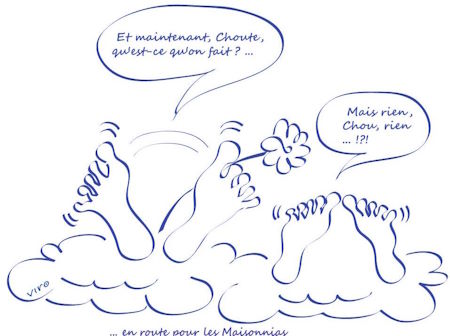 Et maintenant, Choute,
qu'est-ce qu'on fait ? ...
Mais rien,
Chou, rien
... !?!
viro
... en route pour les Maisonnias